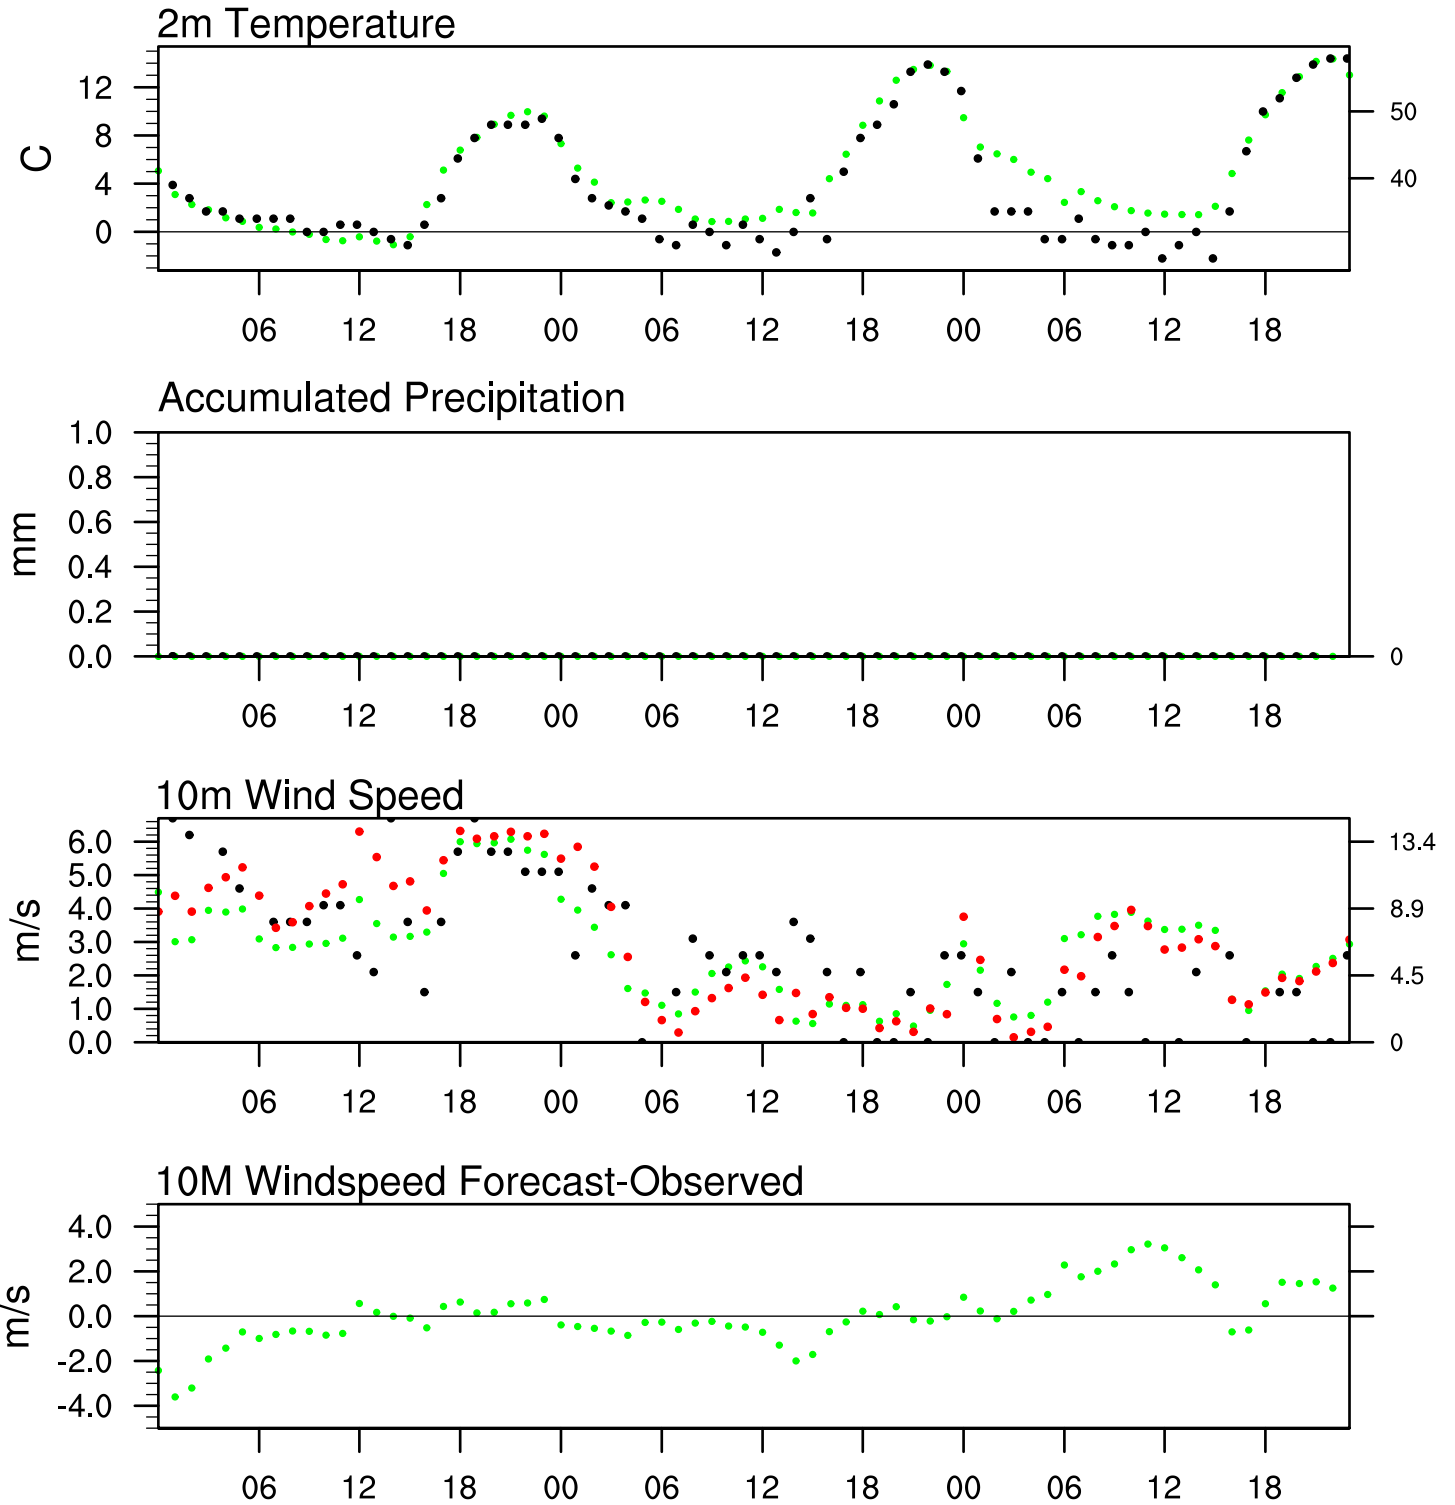 2m Temperature
12
8
4
0
C
50
40
06 12 18 00 06 12 18 00 06 12 18
Accumulated Precipitation
1.0
0.8
0.6
0.4
0.2
0.0
mm
0
06 12 18 00 06 12 18 00 06 12 18
10m Wind Speed
6.0
5.0
4.0
3.0
2.0
1.0
0.0
m/s
13.4
8.9
4.5
0
06 12 18 00 06 12 18 00 06 12 18
10M Windspeed Forecast-Observed
4.0
2.0
0.0
-2.0
-4.0
m/s
06 12 18 00 06 12 18 00 06 12 18